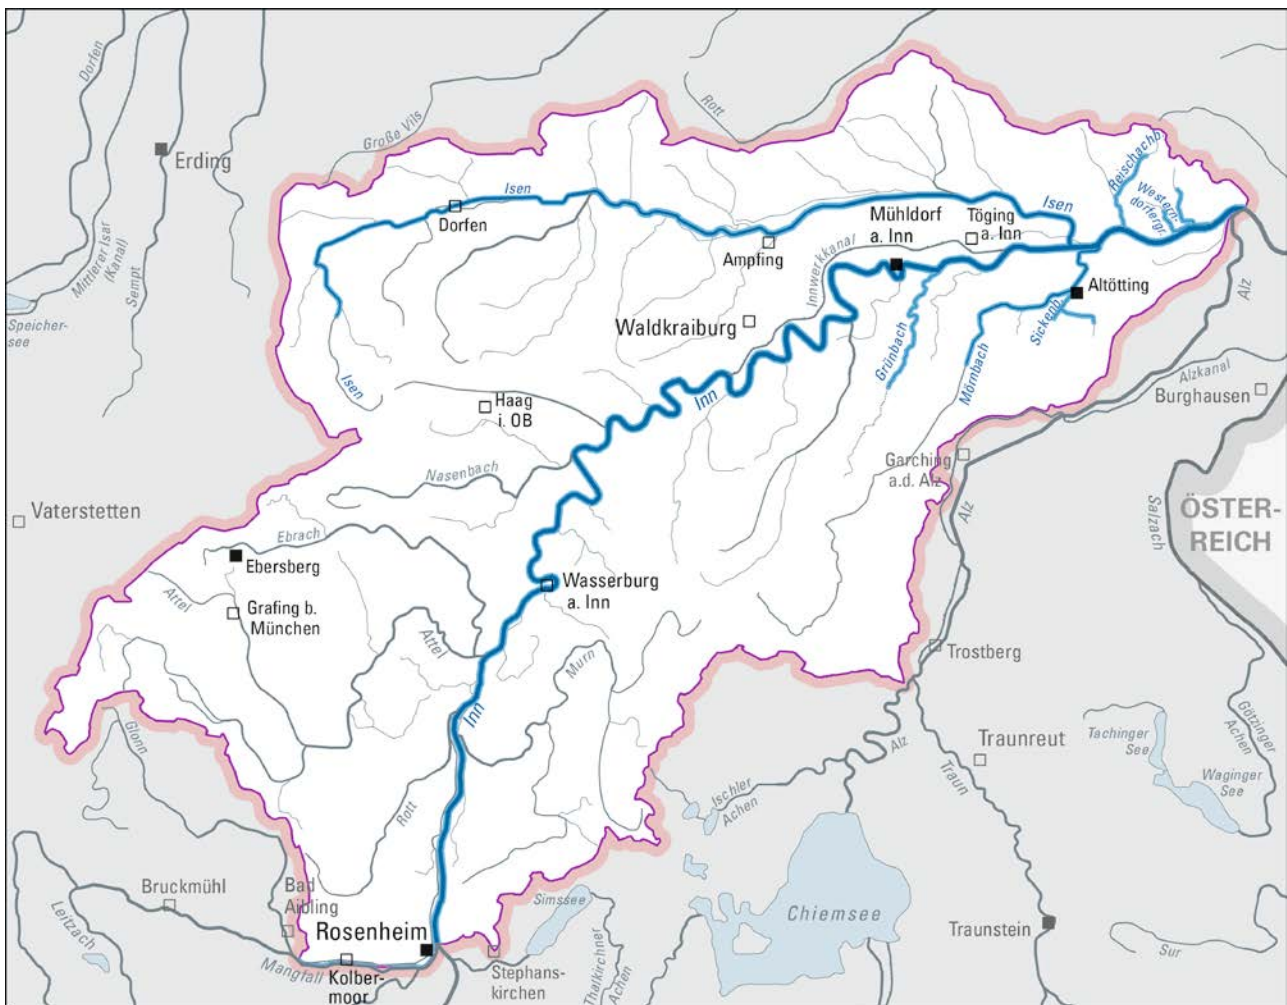 Dorfen
Große Vils
Rott
Erding
Reischachb.
Western-
dorfergr.
Isen
Isen
Dorfen
Mühldorf
a. Inn
Töging
a. Inn
Ampfing
Innwerkkanal
Mittlerer Isar
(Kanal)
Sempt
Alz
Altötting
Speicher-
see
Waldkraiburg
Sickenb.
Grünbach
Mörnbach
Isen
Alzkanal
Burghausen
Inn
Haag
i. OB
Garching
a.d. Alz
Nasenbach
Vaterstetten
Alz
Salzach
ÖSTER-
REICH
Ebrach
Ebersberg
Wasserburg
a. Inn
Attel
Grafing b.
München
Attel
Murn
Trostberg
Inn
Glonn
Götzinger
Achen
Tachinger
See
Traunreut
Alz
Waginger
See
Ischler
Achen
Traun
Rott
Bruckmühl
Bad
Aibling
Simssee
Chiemsee
Leitzach
Rosenheim
Traunstein
Mangfall
Kolber-
moor
Stephans-
kirchen
Thalkirchner
Achen
Sur